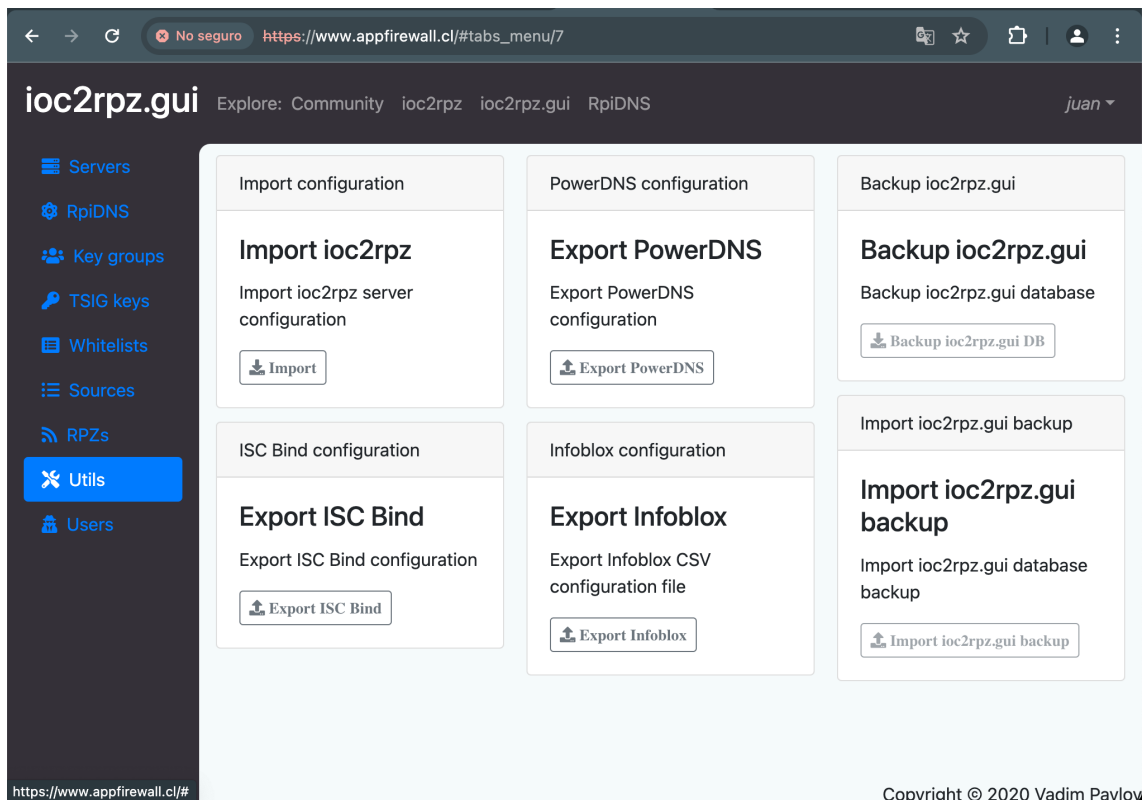 No seguro https://www.appfirewall.cl/#tabs_menu/7
ioc2rpz.gui Explore: Community ioc2rpz ioc2rpz.gui RpiDNS juan
Servers
RpiDNS
Key groups
TSIG keys
Whitelists
Sources
RPZs
Utils
Users
Import configuration
Import ioc2rpz
Import ioc2rpz server
configuration
Import
ISC Bind configuration
Export ISC Bind
Export ISC Bind configuration
Export ISC Bind
PowerDNS configuration
Export PowerDNS
Export PowerDNS
configuration
Export PowerDNS
Infoblox configuration
Export Infoblox
Export Infoblox CSV
configuration file
Export Infoblox
Backup ioc2rpz.gui
Backup ioc2rpz.gui
Backup ioc2rpz.gui database
Backup ioc2rpz.gui DB
Import ioc2rpz.gui backup
Import ioc2rpz.gui
backup
Import ioc2rpz.gui database
backup
Import ioc2rpz.gui backup
https://www.appfirewall.cl/#
Copyright © 2020 Vadim Pavlov